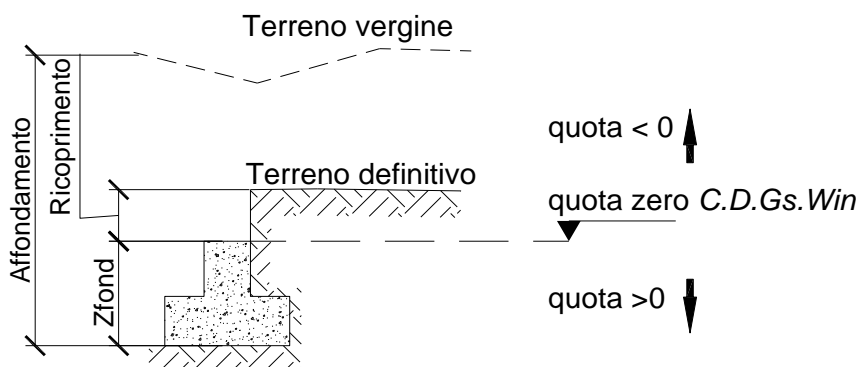 Terreno vergine
Affondamento
Ricoprimento
quota < 0
Terreno definitivo
quota zero C.D.Gs.Win
Zfond
quota >0